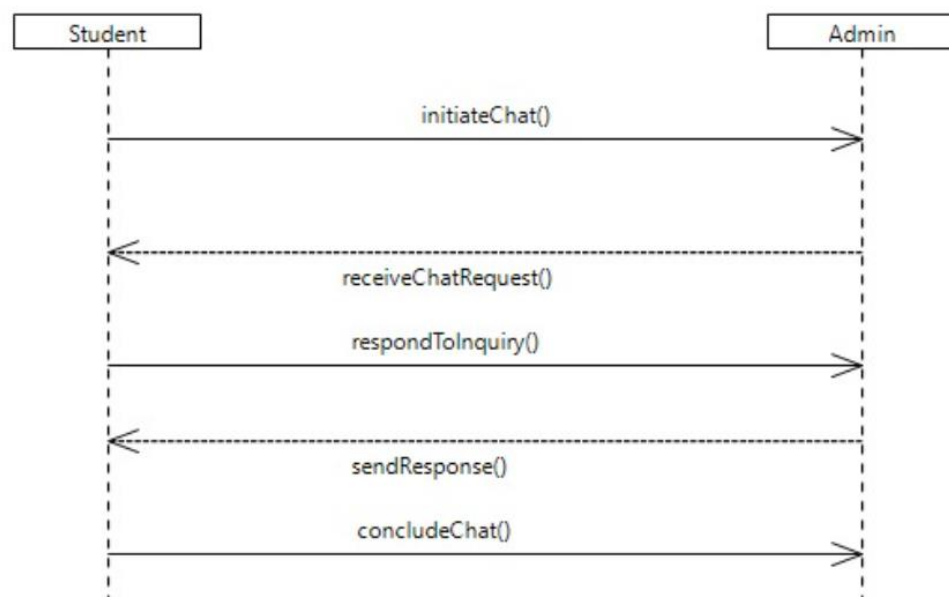 Student
Admin
initiateChat()
receiveChatRequest()
respondToInquiry()
sendResponse()
concludeChat()